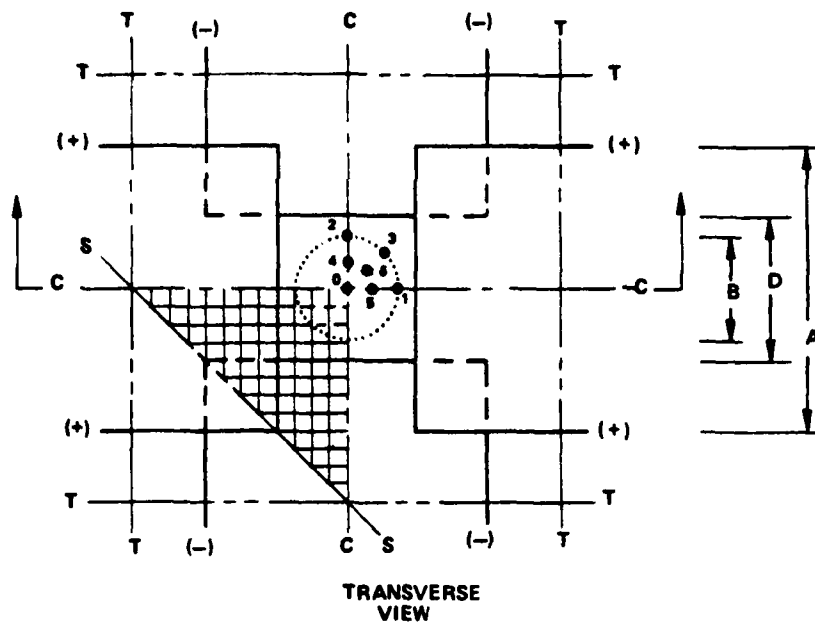 T (-) C (-) T
T T
(+) (+)
2 3
S 4 6
C 0 5 1 C B D A
(+) (+)
T T
T (-) C S (-) T
TRANSVERSE
VIEW